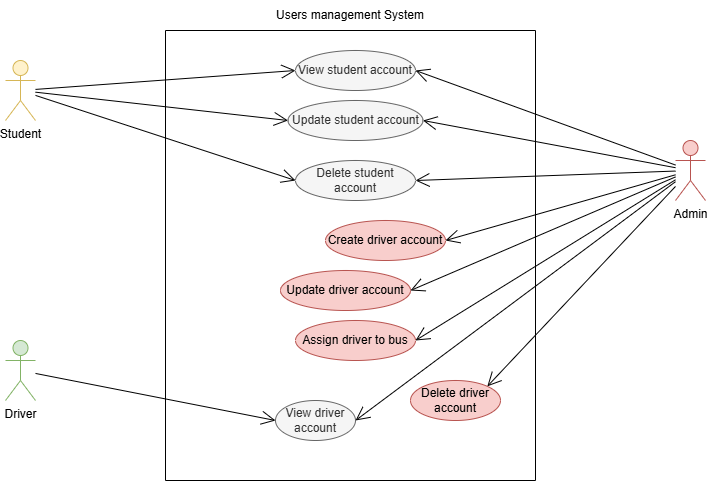 Users management System
View student account
Update student account
Student
Delete student
account
Admin
Create driver account
Update driver account
Assign driver to bus
Delete driver
account
Driver
View driver
account